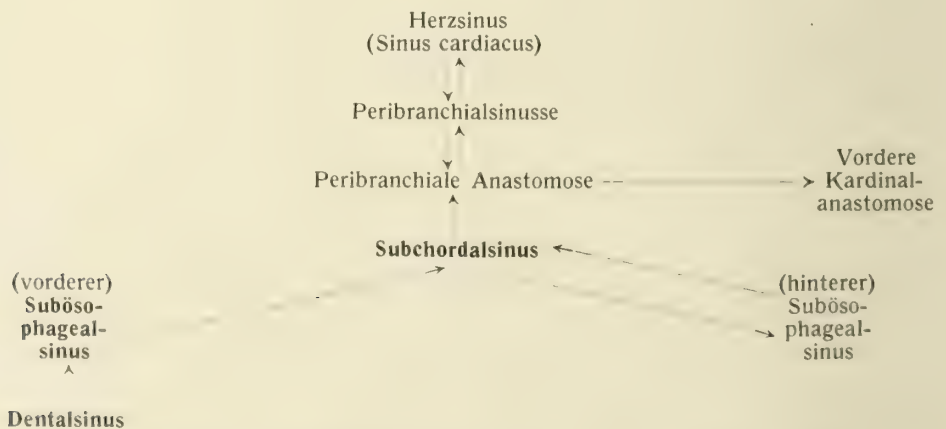 Herzsinus
(Sinus cardiacus)
Peribranchialsinusse
Peribranchiale Anastomose
Vordere
Kardinal-
anastomose
Subchordalsinus
(vorderer)
Suböso-
phageal-
sinus
(hinterer)
Suböso-
phageal-
sinus
Dentalsinus